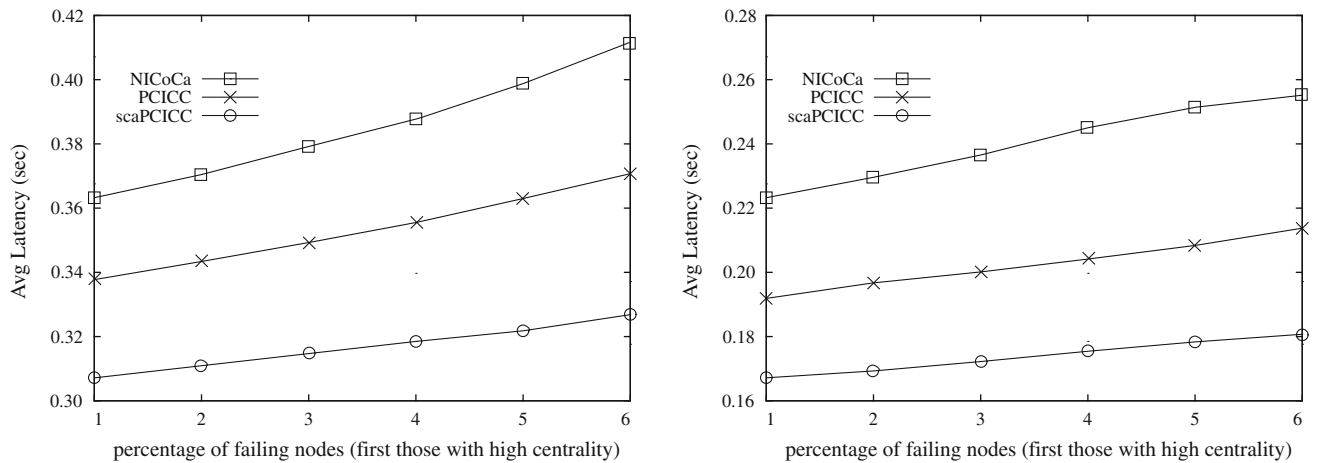 0.42
0.40
0.38
0.36
0.34
0.32
0.30
Avg Latency (sec)
NICoCa
PCICC
scaPCICC
1 2 3 4 5 6
percentage of failing nodes (first those with high centrality)
0.28
0.26
0.24
0.22
0.20
0.18
0.16
Avg Latency (sec)
NICoCa
PCICC
scaPCICC
1 2 3 4 5 6
percentage of failing nodes (first those with high centrality)